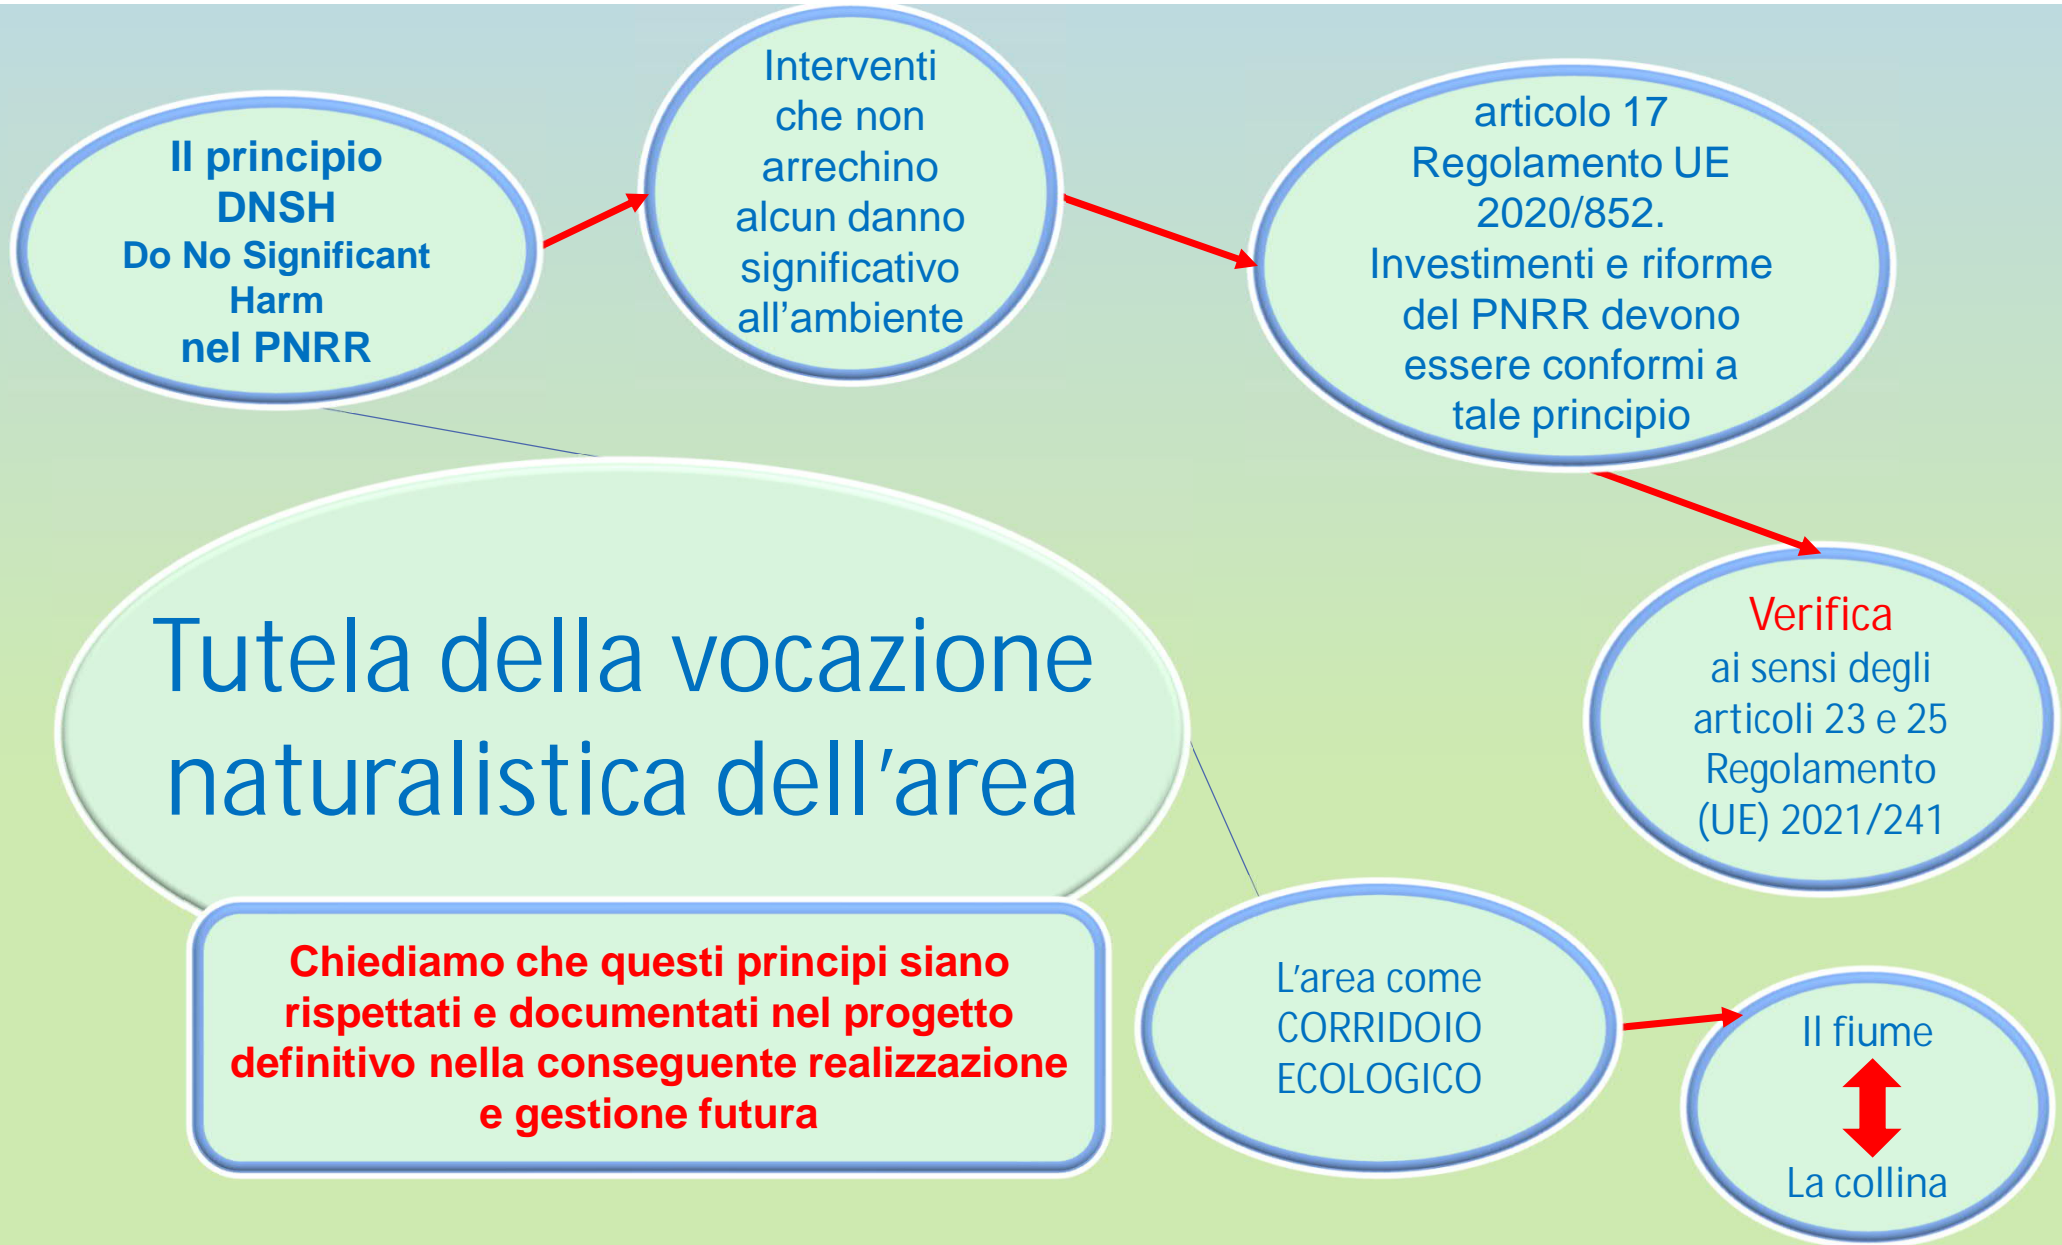 Il principio
DNSH
Do No Significant
Harm
nel PNRR
Interventi
che non
arrechino
alcun danno
significativo
all’ambiente
articolo 17
Regolamento UE
2020/852.
Investimenti e riforme
del PNRR devono
essere conformi a
tale principio
Verifica
ai sensi degli
articoli 23 e 25
Regolamento
(UE) 2021/241
Tutela della vocazione
naturalistica dell’area
Chiediamo che questi principi siano
rispettati e documentati nel progetto
definitivo nella conseguente realizzazione
e gestione futura
L’area come
CORRIDOIO
ECOLOGICO
Il fiume
La collina